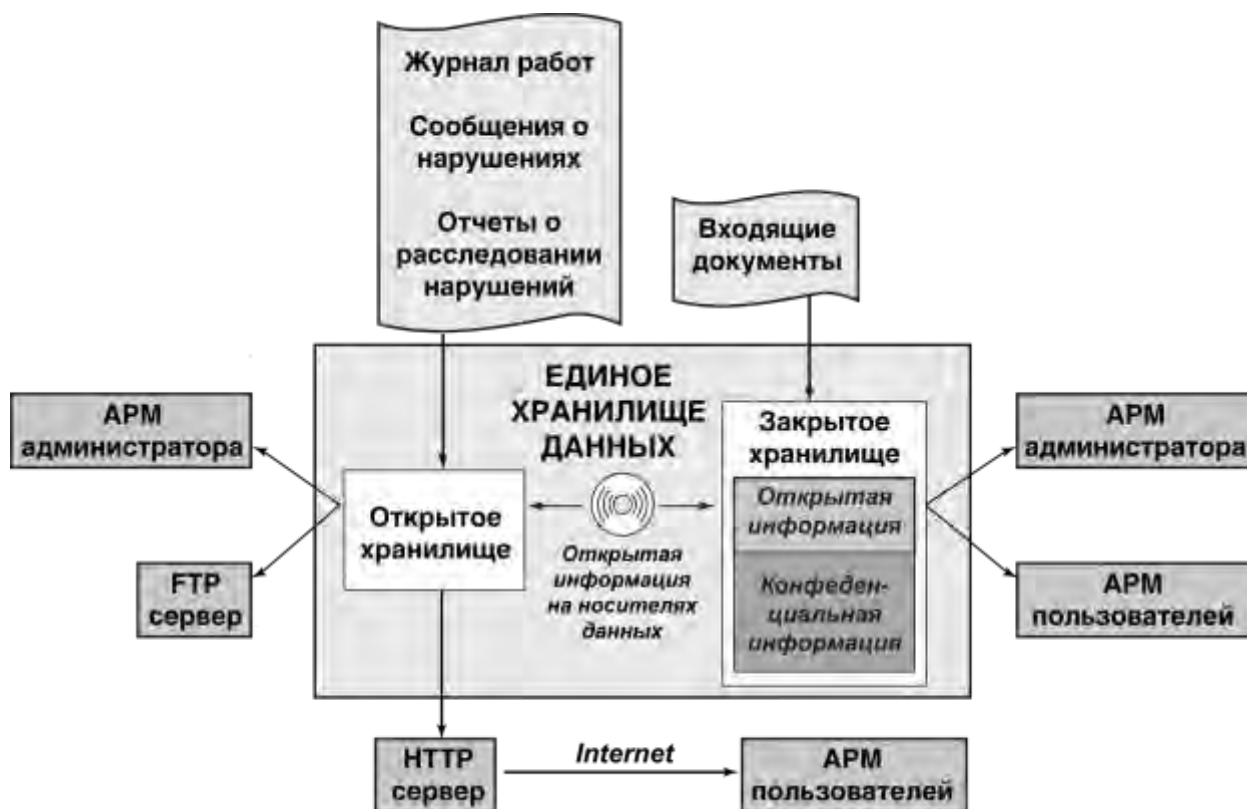 Журнал работ
Сообщения о
нарушениях
Отчеты о
расследовании
нарушений
Входящие
документы
ЕДИНОЕ
ХРАНИЛИЩЕ
ДАННЫХ
АРМ
администратора
FTP
сервер
Открытое
хранилище
Открытая
информация
на носителях
данных
Закрытое
хранилище
Открытая
информация
Конфеден-
циальная
информация
АРМ
администратора
АРМ
пользователей
HTTP
сервер
Internet
АРМ
пользователей